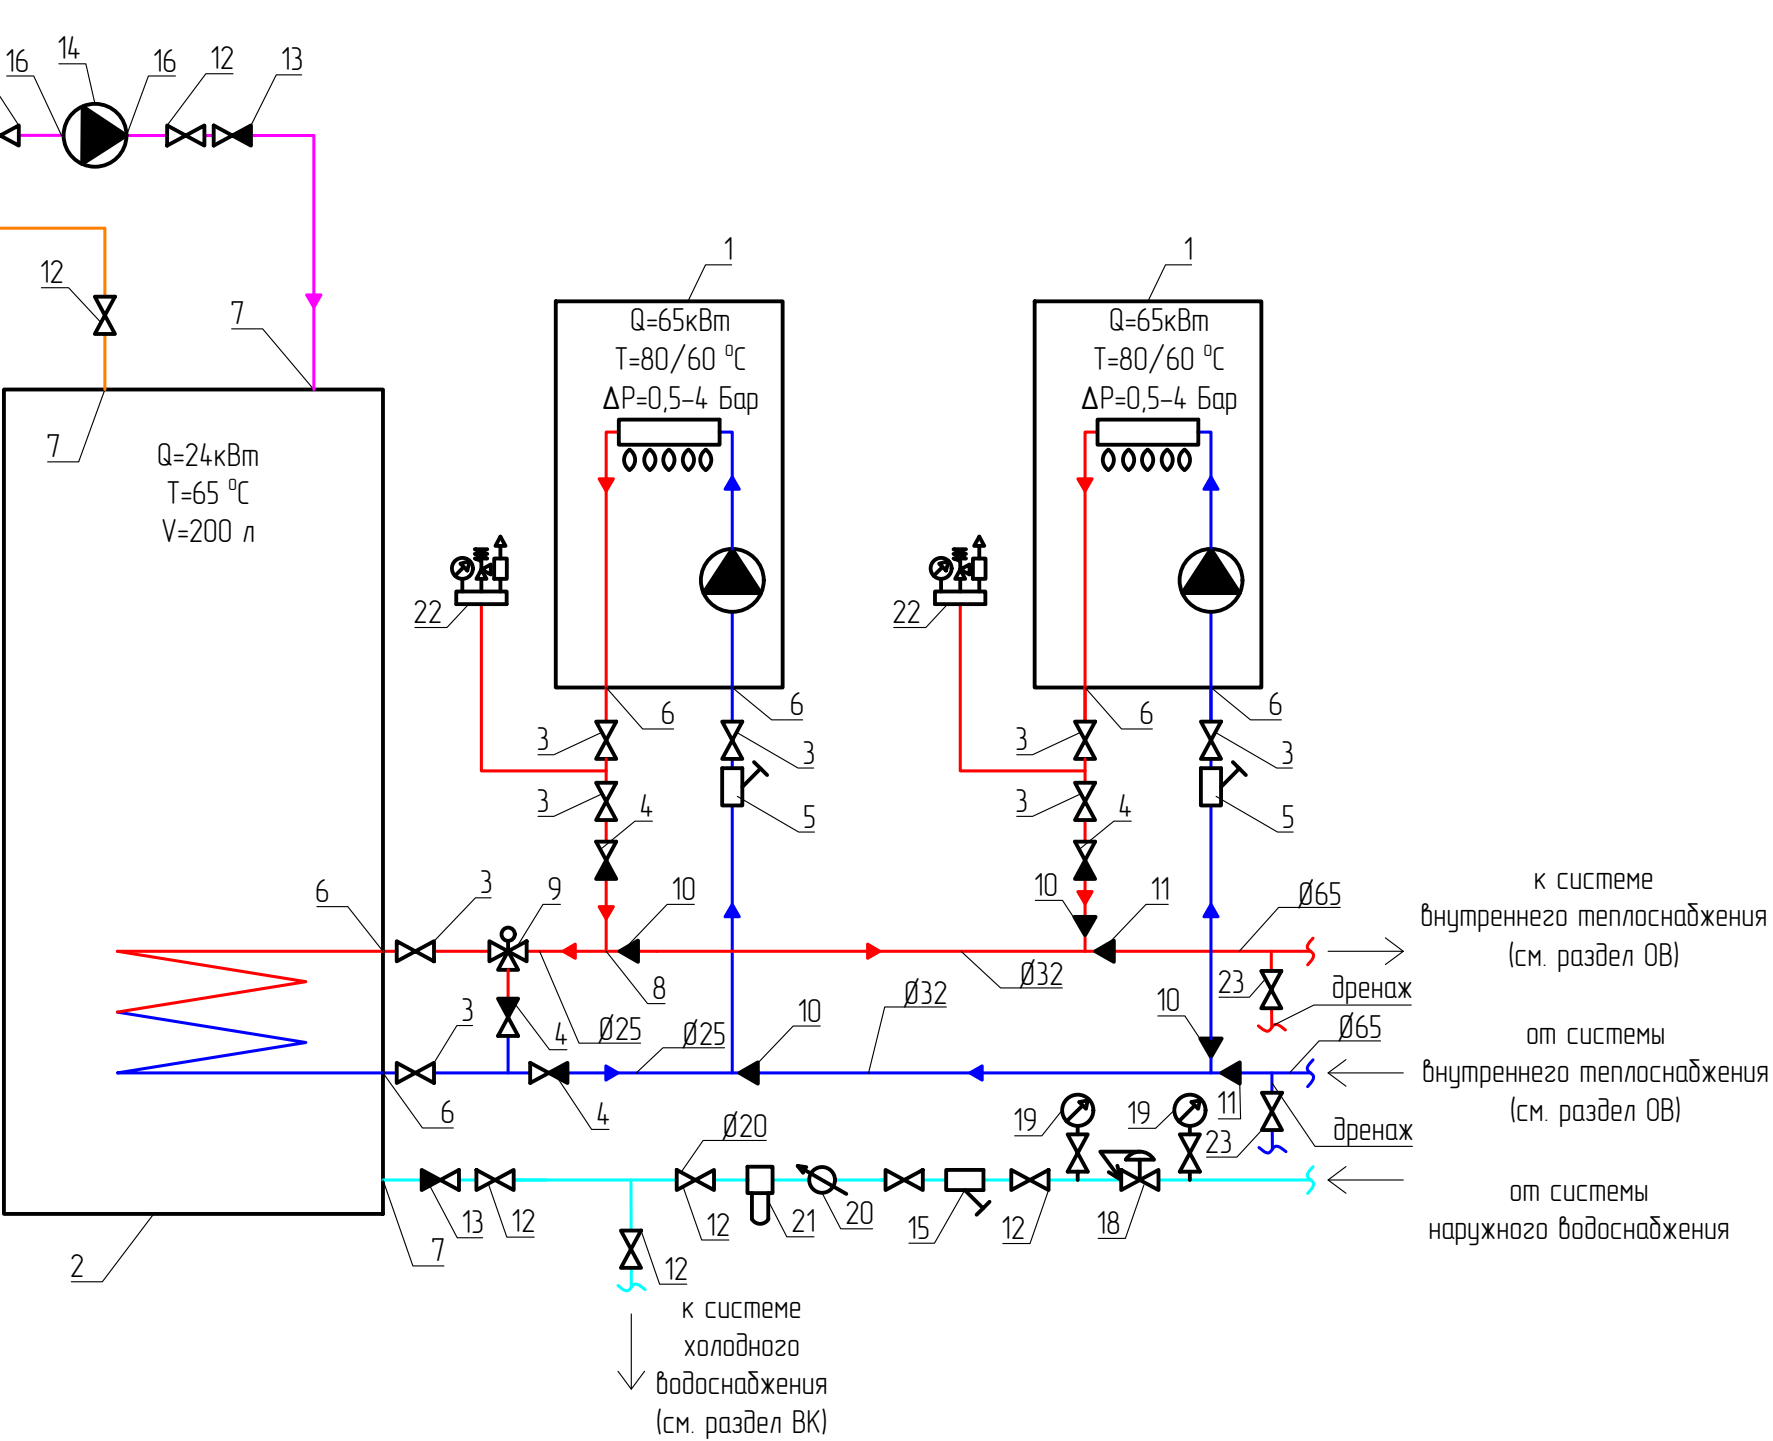 16
14
16
12
13
12
7
7
Q=24кВт
T=65 °C
V=200 л
1
Q=65кВт
T=80/60 °C
ΔP=0,5-4 Бар
1
Q=65кВт
T=80/60 °C
ΔP=0,5-4 Бар
22
22
6
6
6
6
3
3
3
3
3
3
5
5
4
4
6
3
9
10
10
11
Ø65
к системе
внутреннего теплоснабжения
(см. раздел ОВ)
8
Ø32
Ø32
23
дренаж
3
4
Ø25
Ø25
10
10
Ø65
от системы
внутреннего теплоснабжения
(см. раздел ОВ)
6
4
Ø20
19
19
11
23
дренаж
13
12
12
21
20
15
12
18
от системы
наружного водоснабжения
7
2
12
к системе
холодного
водоснабжения
(см. раздел ВК)